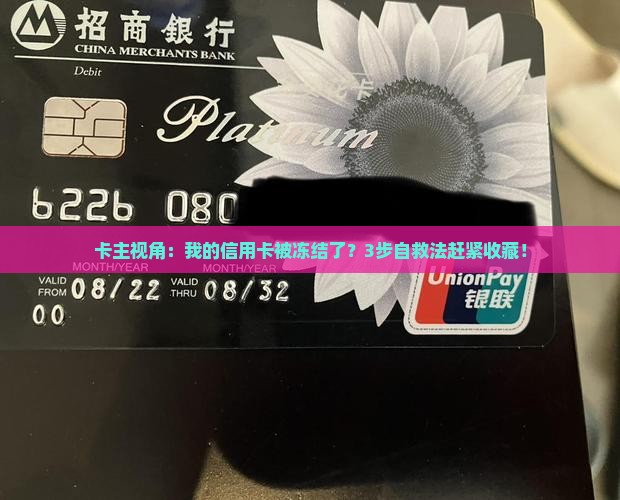 招商銀行
CHINA MERCHANTS BANK
Debit
Platinum
6226 080
卡主视角：我的信用卡被冻结了？3步自救法赶紧收藏！
MONTH/YEAR MONTH/YEAR
VALID FROM 08/22 VALID THRU 08/32
00
UnionPay
银联